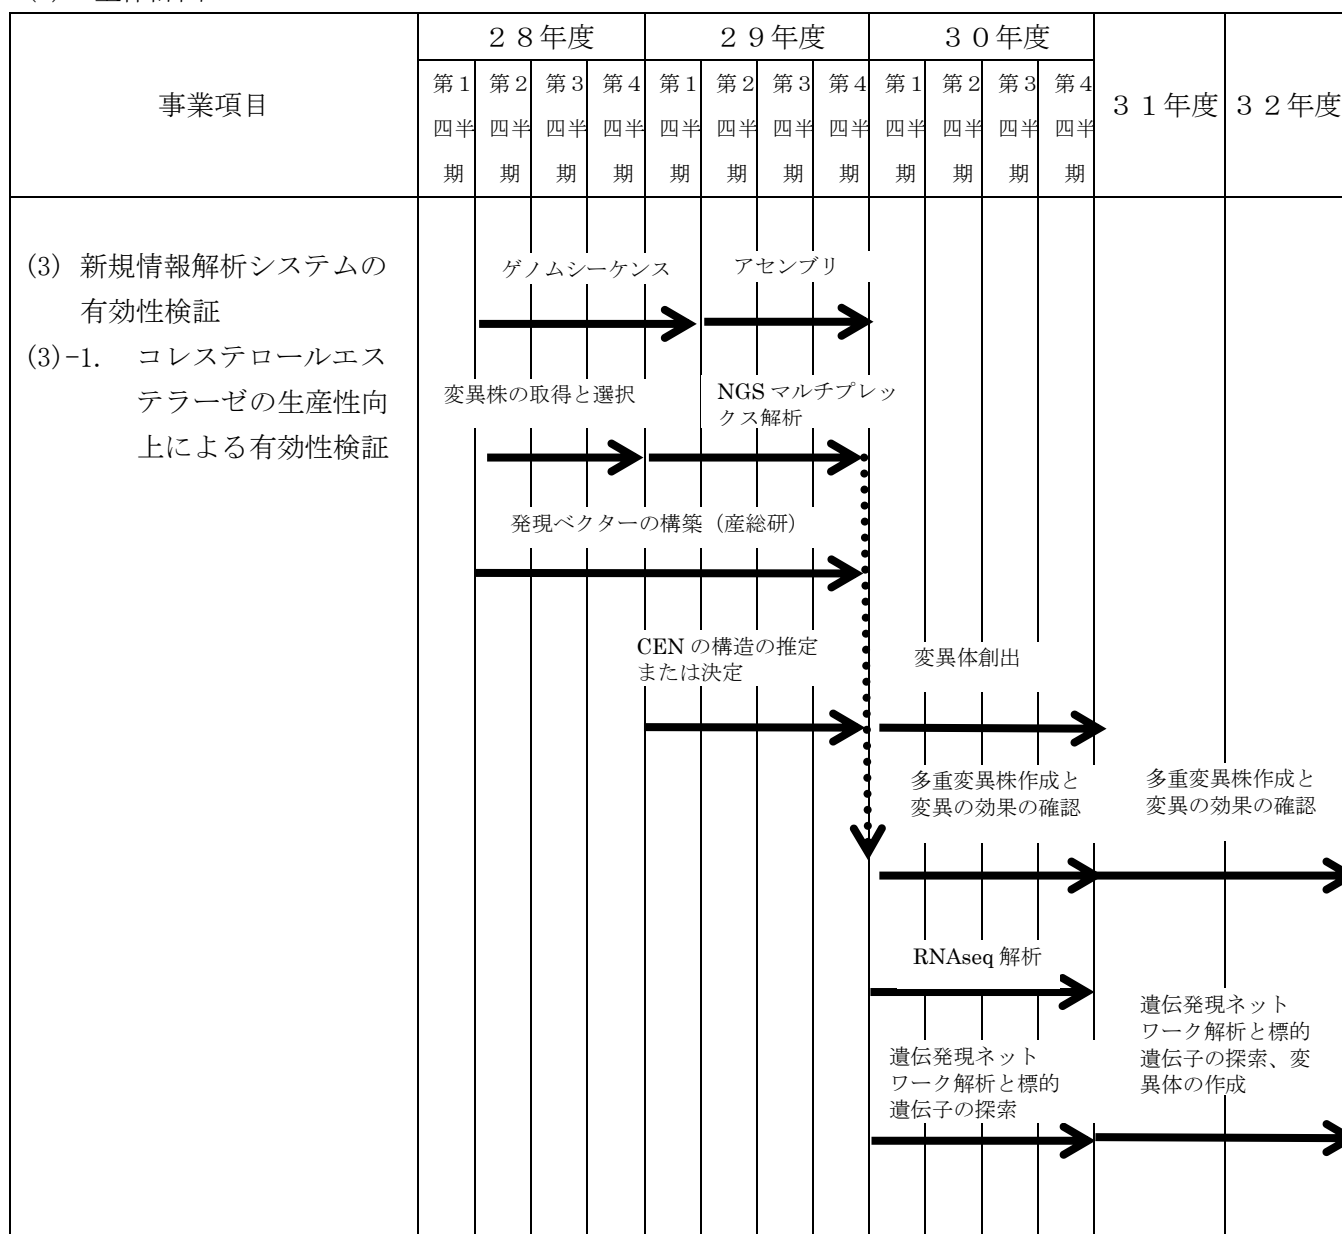 ２８年度 ２９年度 ３０年度
事業項目
第１ 第２ 第３ 第４ 第１ 第２ 第３ 第４ 第１ 第２ 第３ 第４
四半 四半 四半 四半 四半 四半 四半 四半 四半 四半 四半 四半
期 期 期 期 期 期 期 期 期 期 期 期
３１年度 ３２年度
(3) 新規情報解析システムの
有効性検証
(3)-1. コレステロールエス
テラーゼの生産性向
上による有効性検証
ゲノムシーケンス
アセンブリ
変異株の取得と選択
NGS マルチプレッ
クス解析
発現ベクターの構築（産総研）
CEN の構造の推定
または決定
変異体創出
多重変異株作成と
変異の効果の確認
多重変異株作成と
変異の効果の確認
RNAseq 解析
遺伝発現ネット
ワーク解析と標的
遺伝子の探索
遺伝発現ネット
ワーク解析と標的
遺伝子の探索、変
異体の作成